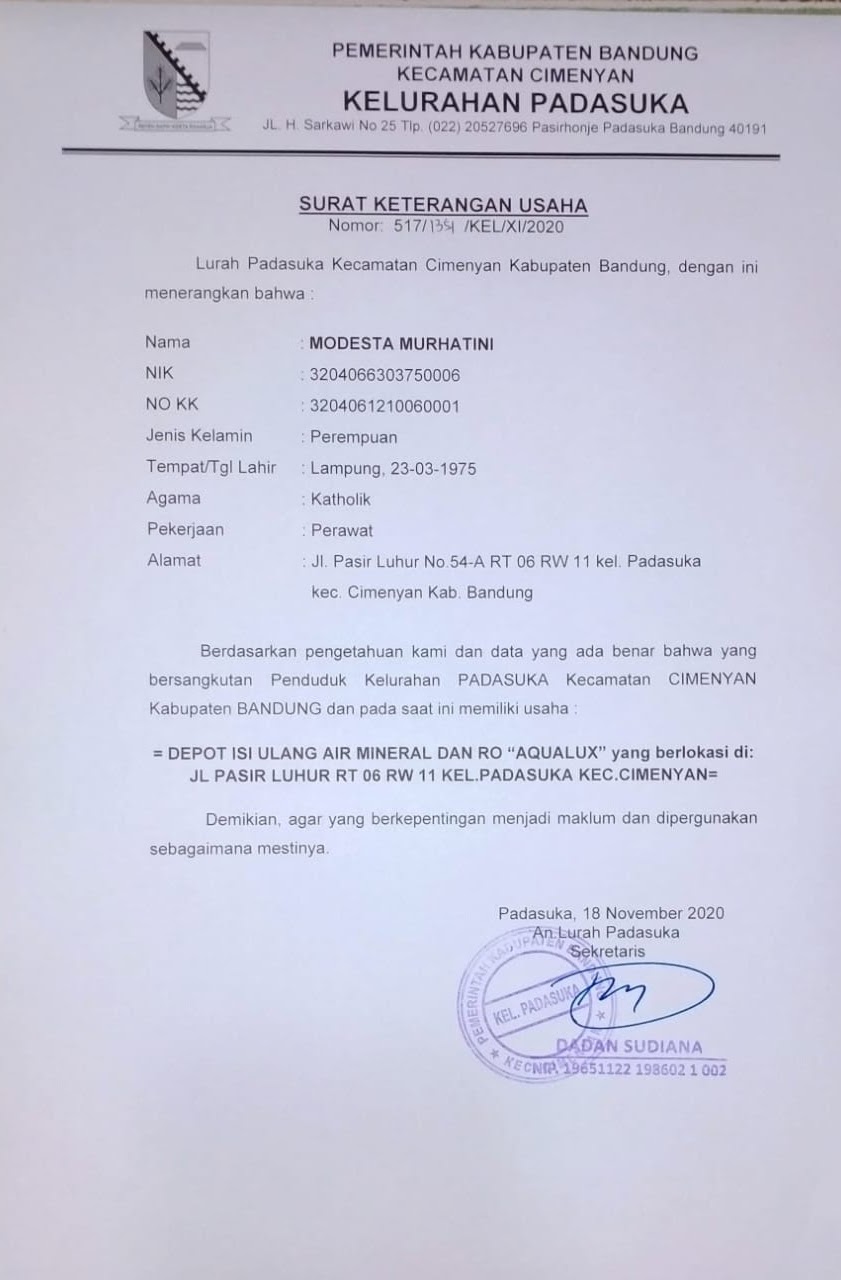 PEMERINTAH KABUPATEN BANDUNG
KECAMATAN CIMENYAN
KELURAHAN PADASUKA
JL. H. Sarkawi No 25 Tlp. (022) 20527696 Pasirhonje Padasuka Bandung 40191
SURAT KETERANGAN USAHA
Nomor: 517/1351 /KEL/XI/2020
Lurah Padasuka Kecamatan Cimenyan Kabupaten Bandung, dengan ini
menerangkan bahwa :
Nama : MODESTA MURHATINI
NIK : 3204066303750006
NO KK : 3204061210060001
Jenis Kelamin : Perempuan
Tempat/Tgl Lahir : Lampung, 23-03-1975
Agama : Katholik
Pekerjaan : Perawat
Alamat : Jl. Pasir Luhur No.54-A RT 06 RW 11 kel. Padasuka
kec. Cimenyan Kab. Bandung
Berdasarkan pengetahuan kami dan data yang ada benar bahwa yang
bersangkutan Penduduk Kelurahan PADASUKA Kecamatan CIMENYAN
Kabupaten BANDUNG dan pada saat ini memiliki usaha :
= DEPOT ISI ULANG AIR MINERAL DAN RO “AQUALUX” yang berlokasi di:
JL PASIR LUHUR RT 06 RW 11 KEL.PADASUKA KEC.CIMENYAN=
Demikian, agar yang berkepentingan menjadi maklum dan dipergunakan
sebagaimana mestinya.
Padasuka, 18 November 2020
An.Lurah Padasuka
Sekretaris
PEMERINTAH KABUPATEN BANDUNG
KEL. PADASUKA
DADAN SUDIANA
NIP. 19651122 198602 1 002